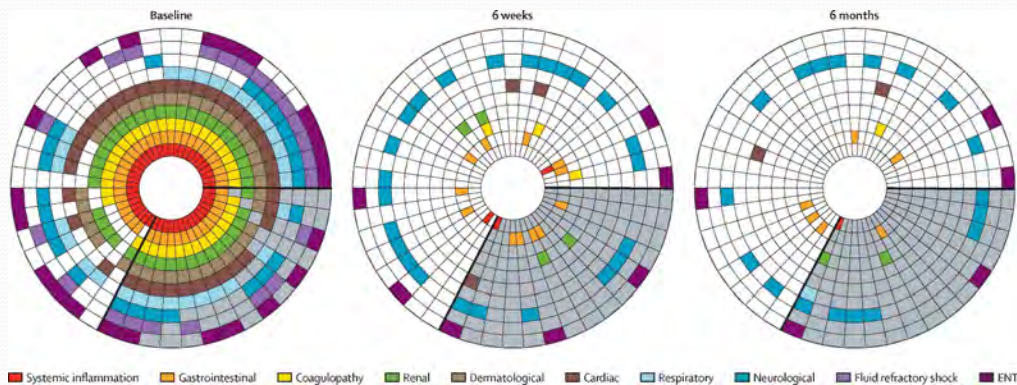 Baseline
6 weeks
6 months
Systemic inflammation Gastrointestinal Coagulopathy Renal Dermatological Cardiac Respiratory Neurological Fluid refractory shock ENT